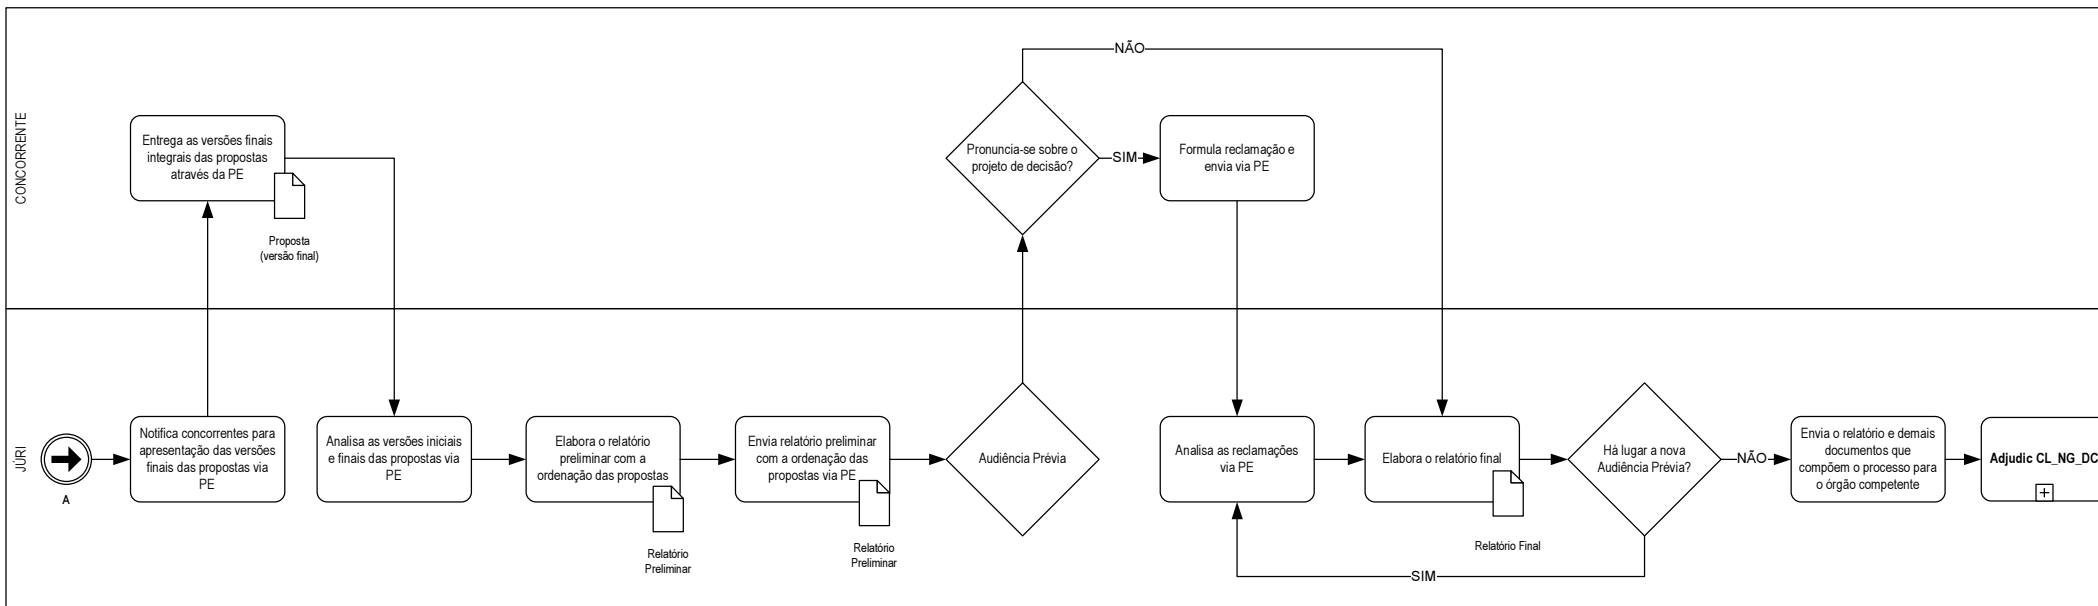 CONCORRENTE
Entrega as versões finais
integrais das propostas
através da PE
Proposta
(versão final)
Pronuncia-se sobre o
projeto de decisão?
NÃO
SIM
Formula reclamação e
envia via PE
JÚRI
A
Notifica concorrentes para
apresentação das versões
finais das propostas via
PE
Analisa as versões iniciais
e finais das propostas via
PE
Elabora o relatório
preliminar com a
ordenação das propostas
Relatório
Preliminar
Envia relatório preliminar
com a ordenação das
propostas via PE
Relatório
Preliminar
Audiência Prévia
Analisa as reclamações
via PE
Elabora o relatório final
Relatório Final
Há lugar a nova
Audiência Prévia?
SIM
NÃO
Envia o relatório e demais
documentos que
compõem o processo para
o órgão competente
Adjudic CL_NG_DC